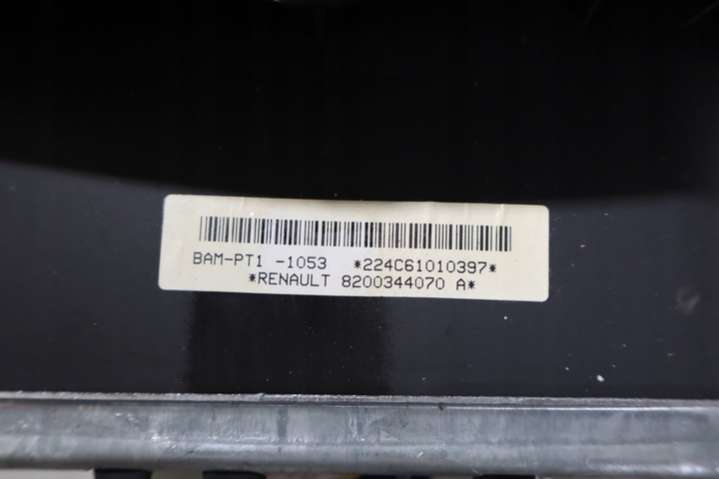 BAM-PT1 -1053 *224C61010397*
*RENAULT 8200344070 A*